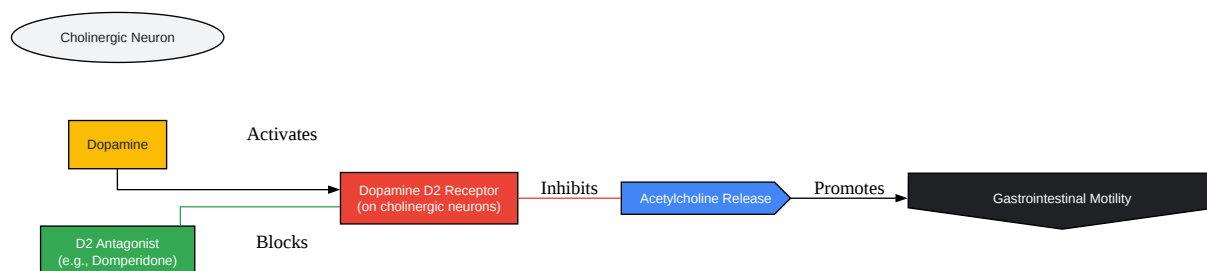 Cholinergic Neuron
Dopamine
Activates
Dopamine D2 Receptor
(on cholinergic neurons)
Inhibits
Acetylcholine Release
Promotes
Gastrointestinal Motility
D2 Antagonist
(e.g., Domperidone)
Blocks